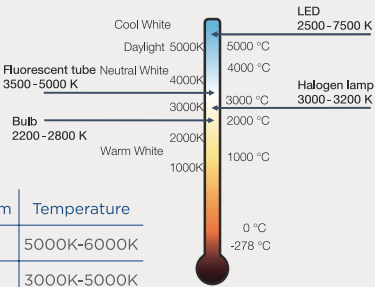 LED
2500-7500 K
Cool White
Daylight 5000K
5000 °C
Neutral White
4000 °C
4000K
Fluorescent tube
3500-5000 K
Halogen lamp
3000-3200 K
3000K
3000 °C
Bulb
2200-2800 K
2000 °C
2000K
Warm White
1000 °C
1000K
Temperature
0 °C
5000K-6000K
-278 °C
3000K-5000K